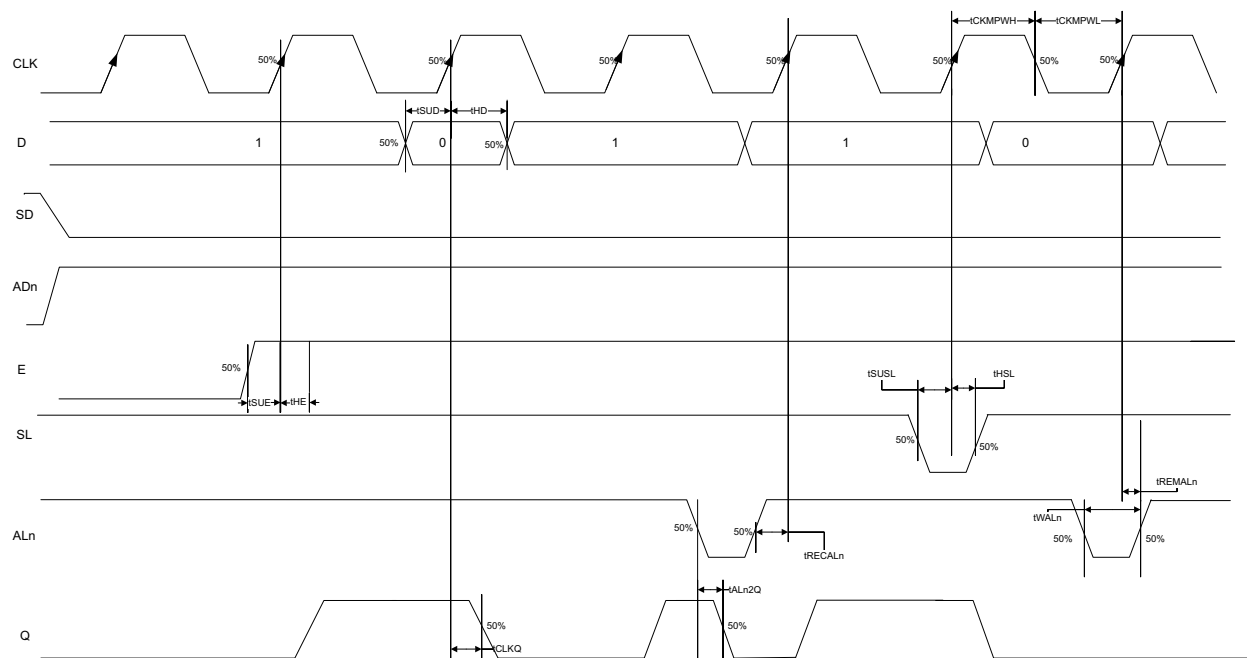 tCKMPWH
tCKMPWL
CLK
50%
50%
50%
50%
50%
50%
50%
tSUD
tHD
D
1
50%
0
50%
1
1
0
SD
ADn
E
50%
tSUE
tHE
tSUSL
tHSL
SL
50%
50%
tREMALn
tWALn
ALn
50%
50%
50%
50%
tRECALn
tALn2Q
Q
50%
50%
tCLKQ